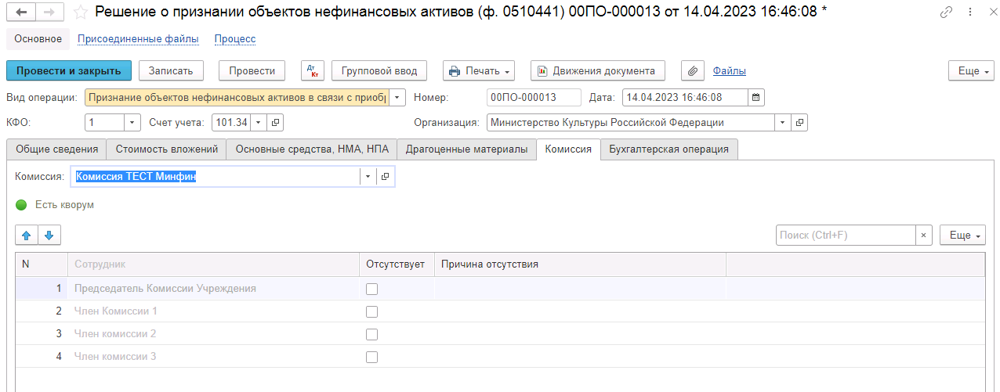 Решение о признании объектов нефинансовых активов (ф. 0510441) 00ПО-000013 от 14.04.2023 16:46:08 *
Основное Присоединенные файлы Процесс
Провести и закрыть Записать Провести Дт Кт Групповой ввод Печать Движения документа Файлы Еще
Вид операции: Признание объектов нефинансовых активов в связи с приобр Номер: 00ПО-000013 Дата: 14.04.2023 16:46:08
КФО: 1 Счет учета: 101.34 Организация: Министерство Культуры Российской Федерации
Общие сведения Стоимость вложений Основные средства, НМА, НПА Драгоценные материалы Комиссия Бухгалтерская операция
Комиссия: Комиссия ТЕСТ Минфин
Есть кворум
Поиск (Ctrl+F) × Еще
N Сотрудник Отсутствует Причина отсутствия
1 Председатель Комиссии Учреждения
2 Член Комиссии 1
3 Член комиссии 2
4 Член комиссии 3